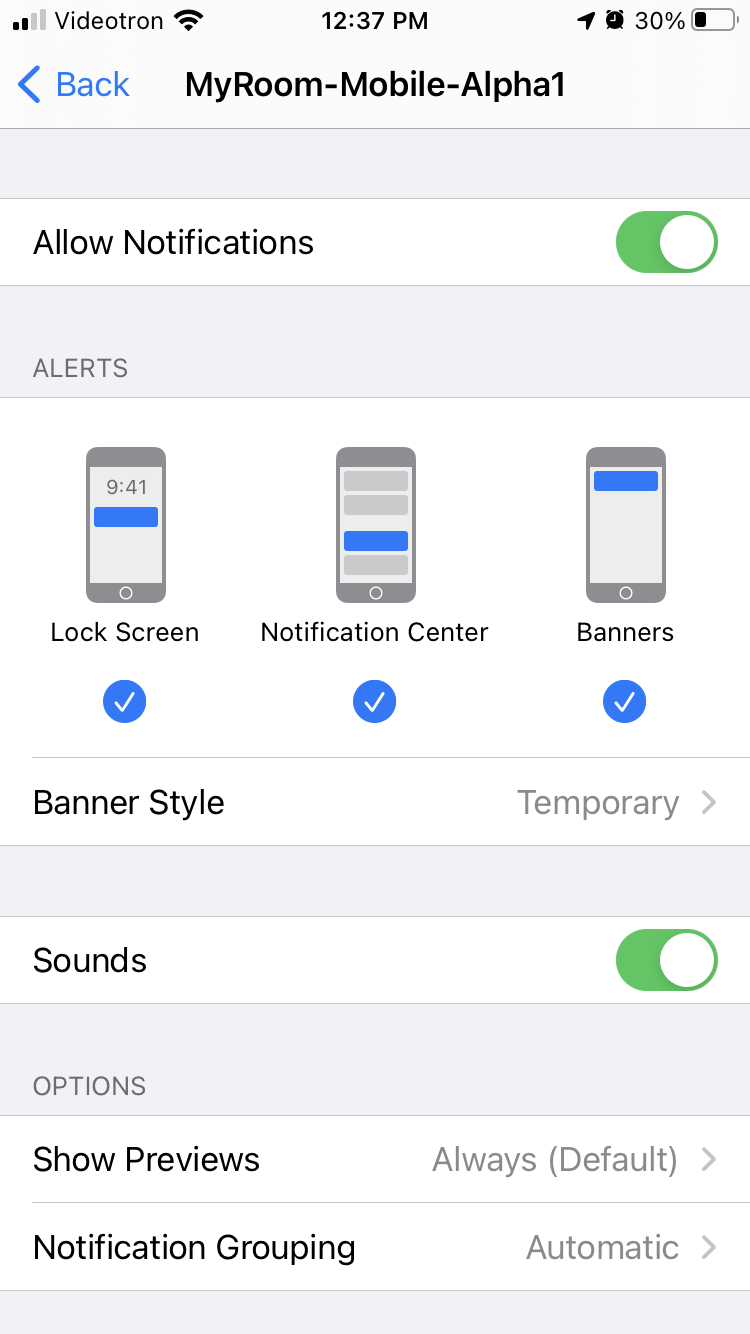 Videotron 12:37 PM 30%
Back MyRoom-Mobile-Alpha1
Allow Notifications
ALERTS
9:41
Lock Screen Notification Center Banners
Banner Style Temporary
Sounds
OPTIONS
Show Previews Always (Default)
Notification Grouping Automatic